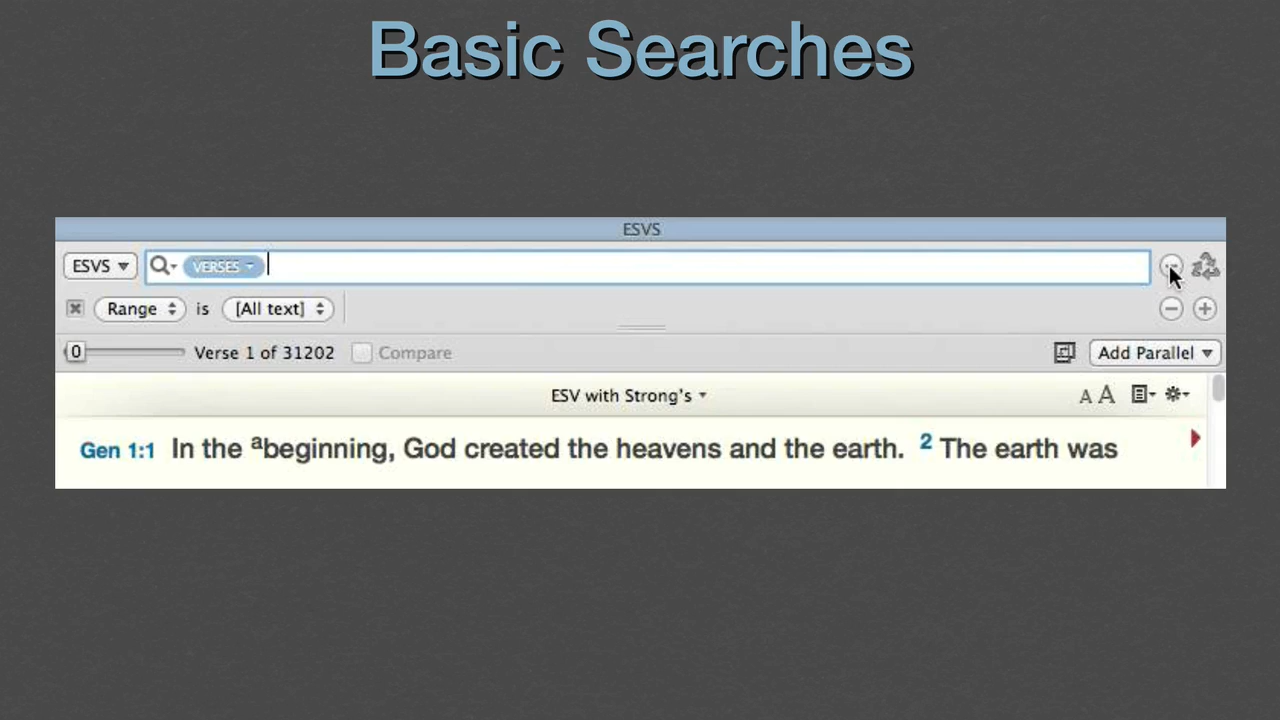 Basic Searches
ESVS
ESVS VERSES
Range is [All text]
0 Verse 1 of 31202 Compare Add Parallel
ESV with Strong's A A
Gen 1:1 In the ªbeginning, God created the heavens and the earth. 2 The earth was